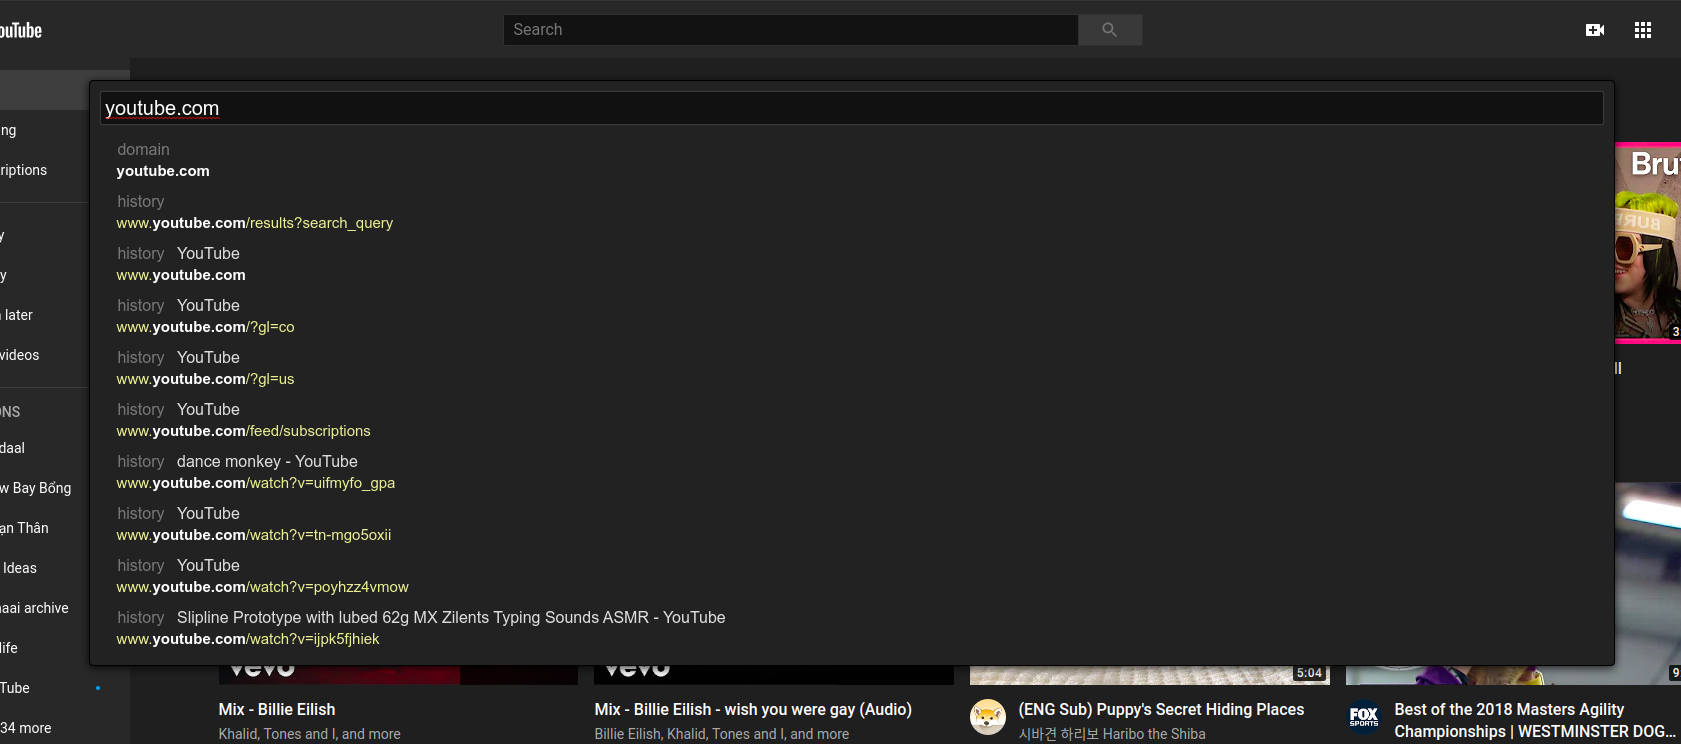 ouTube
Search
youtube.com
domain
youtube.com
history
www.youtube.com/results?search_query
history YouTube
www.youtube.com
history YouTube
www.youtube.com/?gl=co
history YouTube
www.youtube.com/?gl=us
history YouTube
www.youtube.com/feed/subscriptions
history dance monkey - YouTube
www.youtube.com/watch?v=uifmyfo_gpa
history YouTube
www.youtube.com/watch?v=tn-mgo5oxii
history YouTube
www.youtube.com/watch?v=poyhzz4vmow
history Slipline Prototype with lubed 62g MX Zilents Typing Sounds ASMR - YouTube
www.youtube.com/watch?v=ijpk5fjhiek
ng
riptions
y
y
later
videos
ONS
daal
w Bay Bổng
ạn Thân
Ideas
aai archive
life
Tube
34 more
Bru
BURB
3
ll
vevo
vevo
5:04
9
Mix - Billie Eilish
Khalid, Tones and I, and more
Mix - Billie Eilish - wish you were gay (Audio)
Billie Eilish, Khalid, Tones and I, and more
(ENG Sub) Puppy's Secret Hiding Places
시바견 하리보 Haribo the Shiba
FOX
SPORTS
Best of the 2018 Masters Agility
Championships | WESTMINSTER DOG...